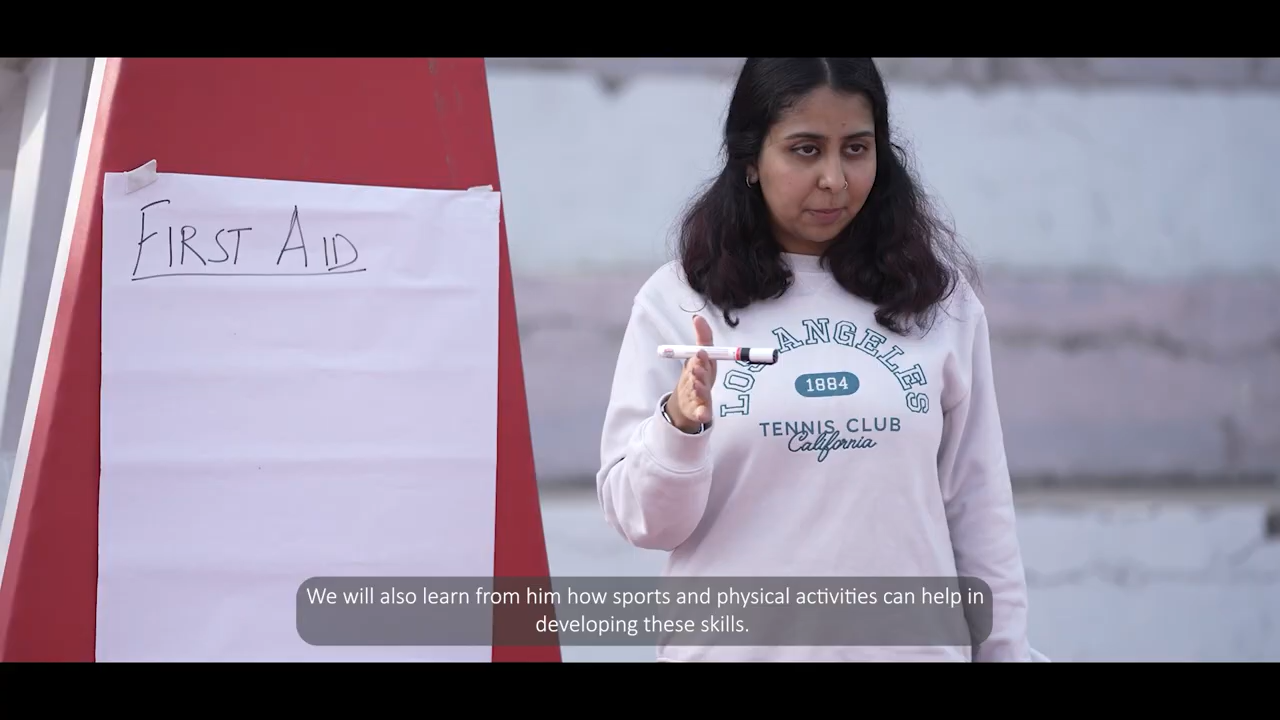 FIRST AID
LOS ANGELES
1884
TENNIS CLUB
California
We will also learn from him how sports and physical activities can help in
developing these skills.